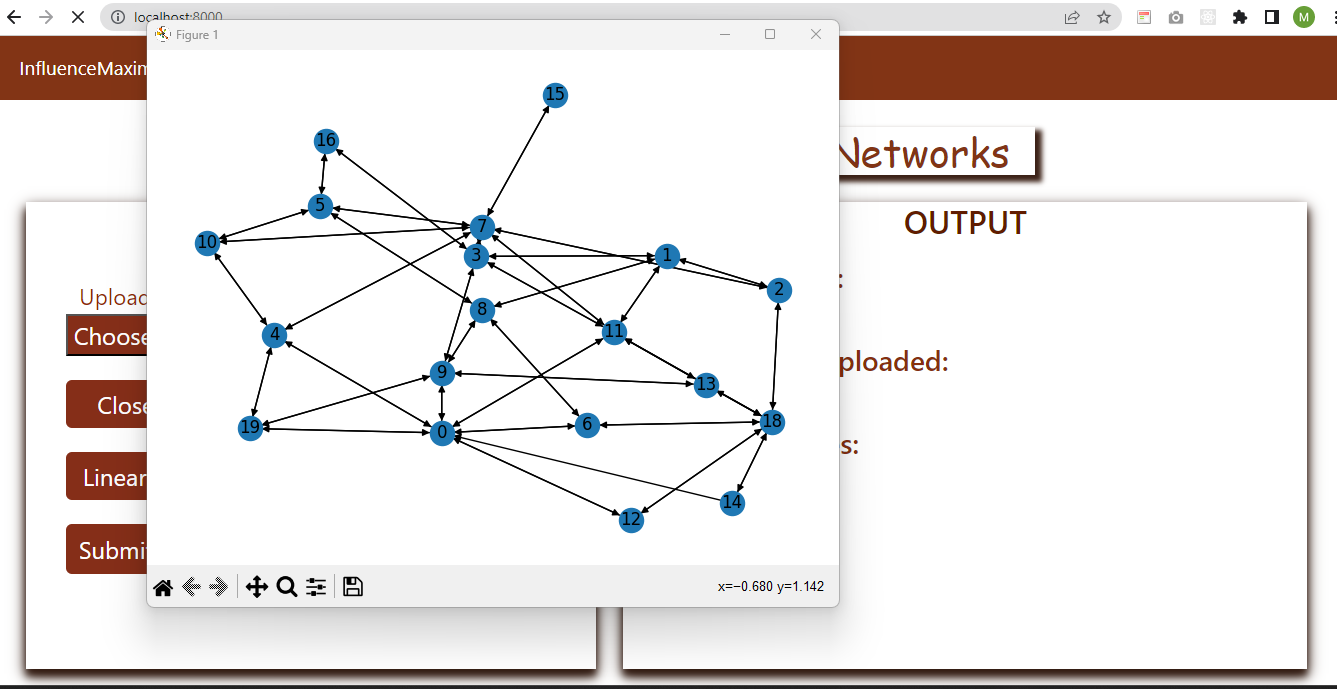 localhost:8000
Figure 1
InfluenceMaxim
Networks
OUTPUT
:
Upload
Choose
ploaded:
Close
s:
Linear
Submit
15
16
5
7
10
3
1
2
8
4
11
9
13
19
0
6
18
14
12
x=−0.680 y=1.142
M